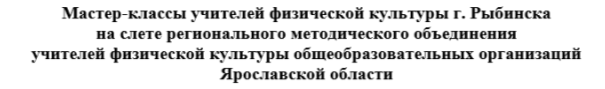 Мастер-классы учителей физической культуры г. Рыбинска
на слете регионального методического объединения
учителей физической культуры общеобразовательных организаций
Ярославской области